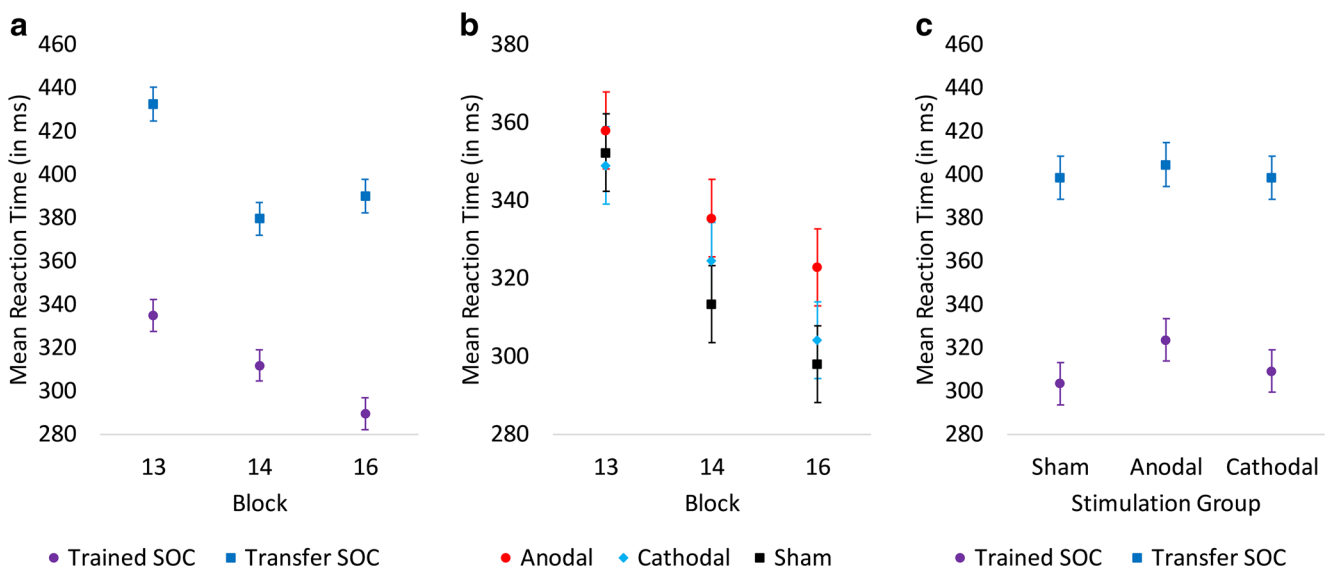 a
Mean Reaction Time (in ms)
460
440
420
400
380
360
340
320
300
280
13 14 16
Block
Trained SOC Transfer SOC
b
Mean Reaction Time (in ms)
380
360
340
320
300
280
13 14 16
Block
Anodal Cathodal Sham
c
Mean Reaction Time (in ms)
460
440
420
400
380
360
340
320
300
280
Sham Anodal Cathodal
Stimulation Group
Trained SOC Transfer SOC